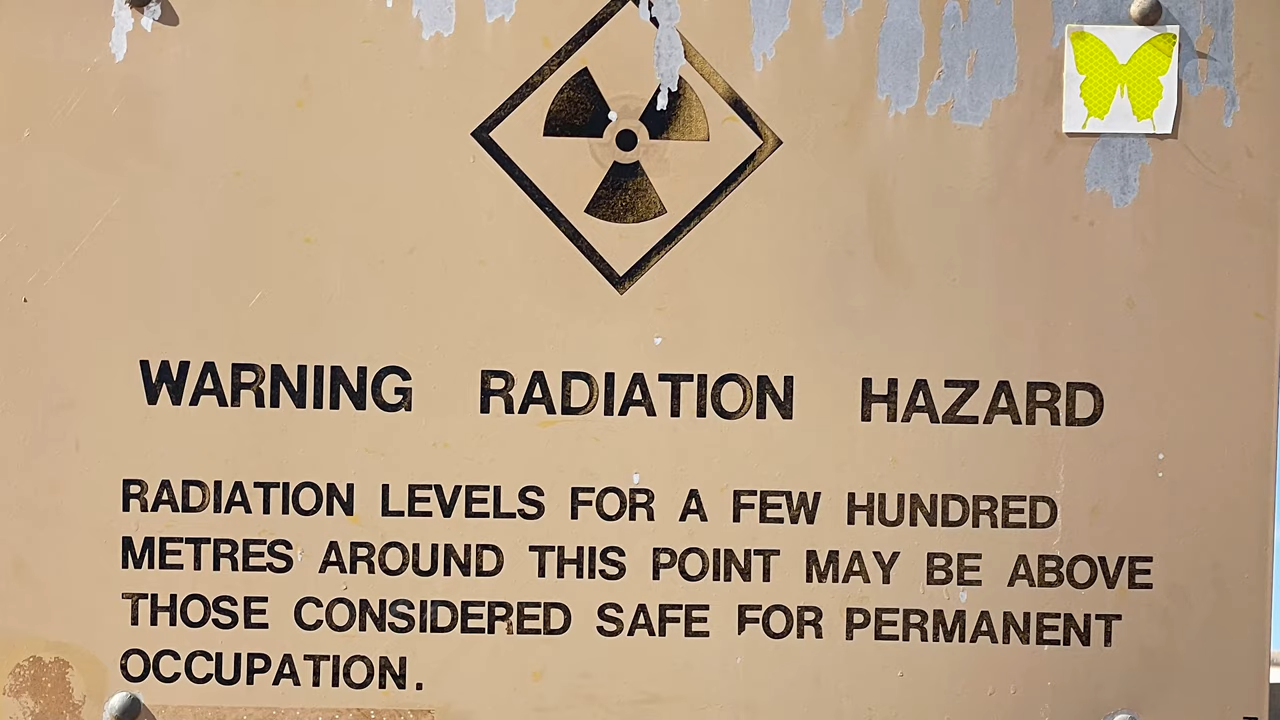 WARNING RADIATION HAZARD
RADIATION LEVELS FOR A FEW HUNDRED
METRES AROUND THIS POINT MAY BE ABOVE
THOSE CONSIDERED SAFE FOR PERMANENT
OCCUPATION.